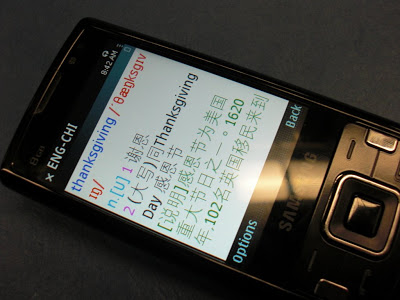 8:42 AM
× ENG-CHI
thanksgiving /ˈθæŋksgɪv
ɪŋ/
n.[U] 1 谢恩
2 (大写)同Thanksgiving
Day 感恩节
[说明]感恩节为美国
重大节日之一。1620
年,102名英国移民来到
Options
Back
SAMSUNG